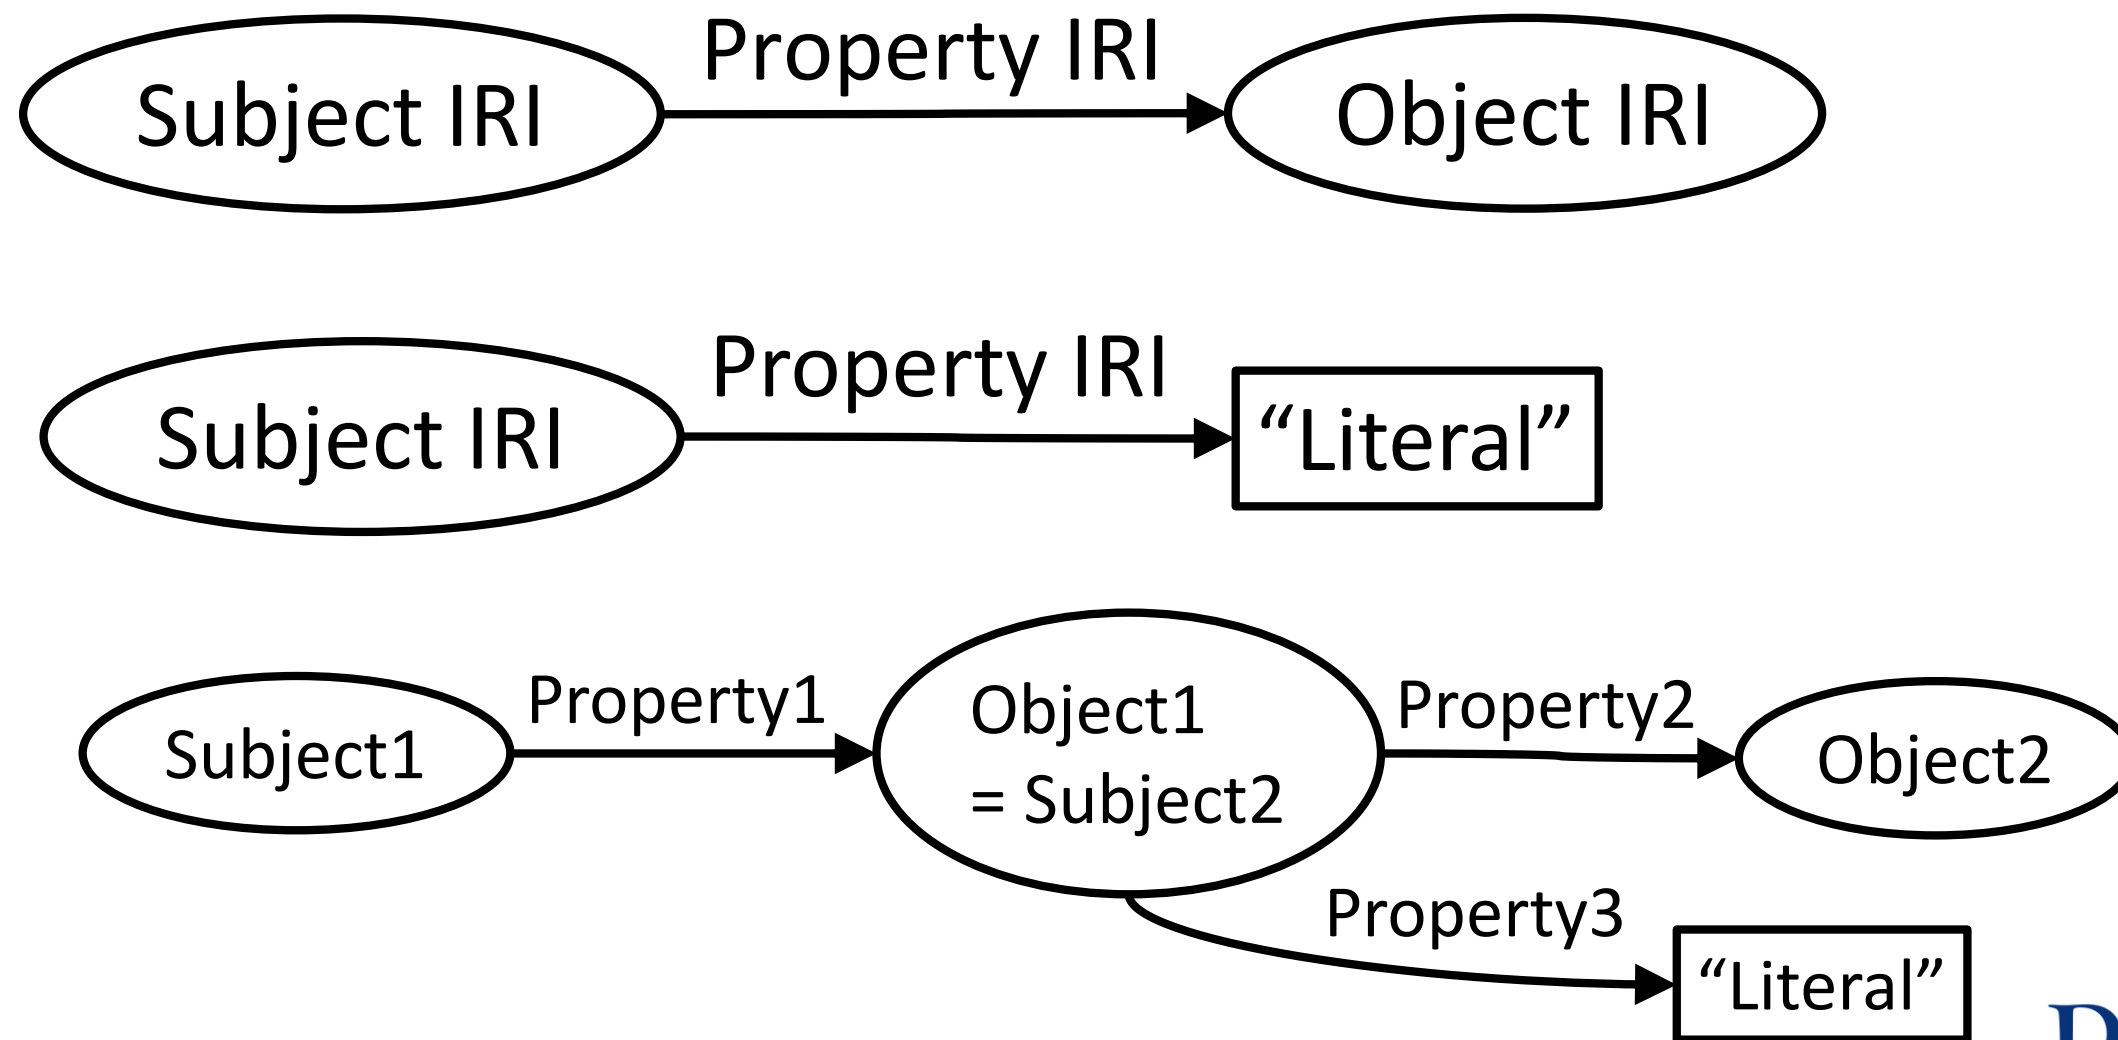 Property IRI
Subject IRI
Object IRI
Property IRI
Subject IRI
“Literal”
Property1
Property2
Subject1
Object1
= Subject2
Object2
Property3
“Literal”